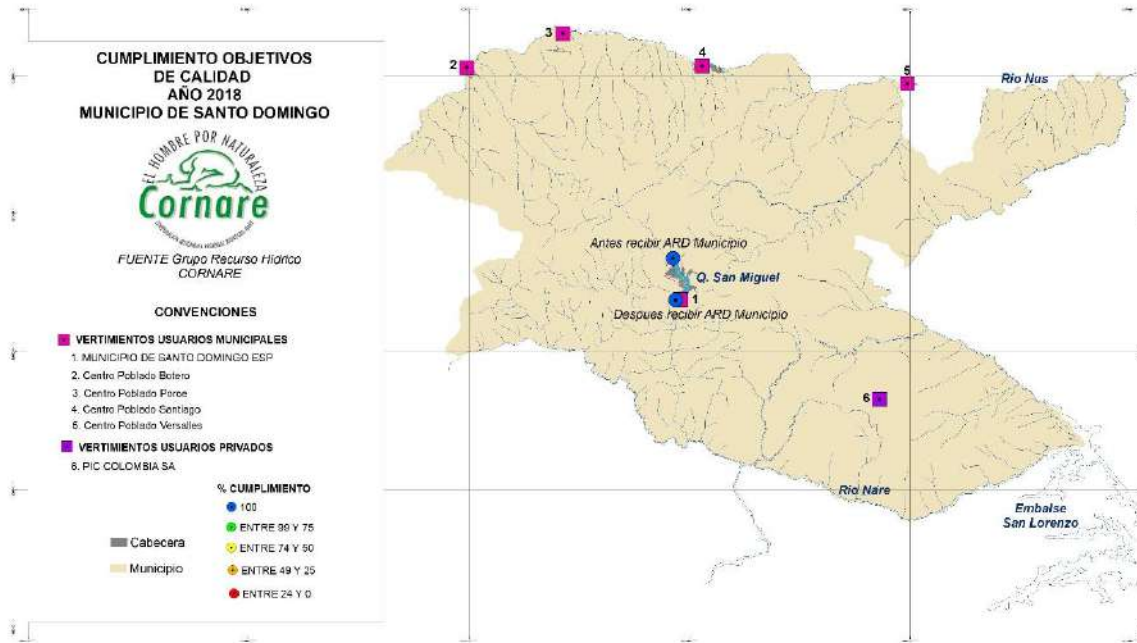 CUMPLIMIENTO OBJETIVOS
DE CALIDAD
AÑO 2018
MUNICIPIO DE SANTO DOMINGO
EL HOMBRE POR NATURALEZA
Cornare
FUENTE Grupo Recurso Hídrico
CORNARE
CONVENCIONES
VERTIMIENTOS USUARIOS MUNICIPALES
1. MUNICIPIO DE SANTO DOMINGO ESP
2. Centro Poblado Botero
3. Centro Poblado Porce
4. Centro Poblado Santiago
5. Centro Poblado Versalles
VERTIMIENTOS USUARIOS PRIVADOS
6. PIC COLOMBIA SA
% CUMPLIMIENTO
100
ENTRE 99 Y 75
ENTRE 74 Y 50
ENTRE 49 Y 25
ENTRE 24 Y 0
Cabecera
Municipio
3
2
4
5
Rio Nus
Antes recibir ARD Municipio
Q. San Miguel
1
Despues recibir ARD Municipio
6
Rio Nare
Embalse
San Lorenzo